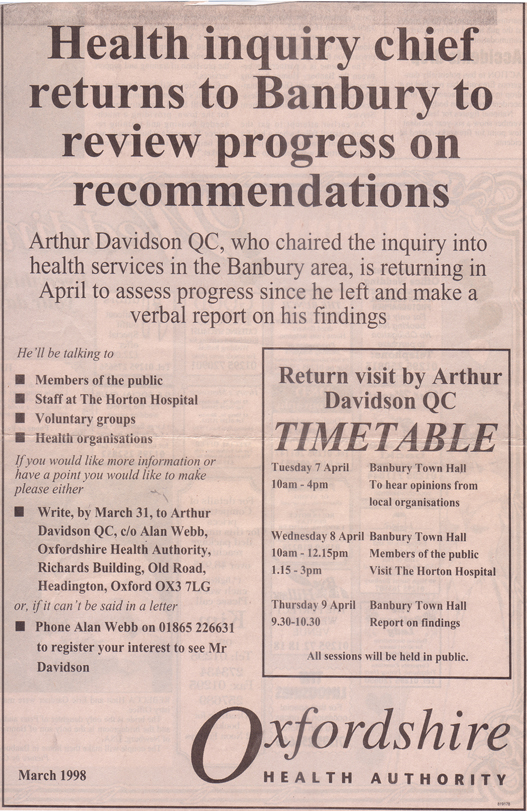 Health inquiry chief
returns to Banbury to
review progress on
recommendations
Arthur Davidson QC, who chaired the inquiry into
health services in the Banbury area, is returning in
April to assess progress since he left and make a
verbal report on his findings
He'll be talking to
■ Members of the public
■ Staff at The Horton Hospital
■ Voluntary groups
■ Health organisations
If you would like more information or
have a point you would like to make
please either
■ Write, by March 31, to Arthur
Davidson QC, c/o Alan Webb,
Oxfordshire Health Authority,
Richards Building, Old Road,
Headington, Oxford OX3 7LG
or, if it can't be said in a letter
■ Phone Alan Webb on 01865 226631
to register your interest to see Mr
Davidson
March 1998
Return visit by Arthur
Davidson QC
TIMETABLE
Tuesday 7 April Banbury Town Hall
10am - 4pm To hear opinions from
local organisations
Wednesday 8 April Banbury Town Hall
10am - 12.15pm Members of the public
1.15 - 3pm Visit The Horton Hospital
Thursday 9 April Banbury Town Hall
9.30-10.30 Report on findings
All sessions will be held in public.
Oxfordshire
HEALTH AUTHORITY